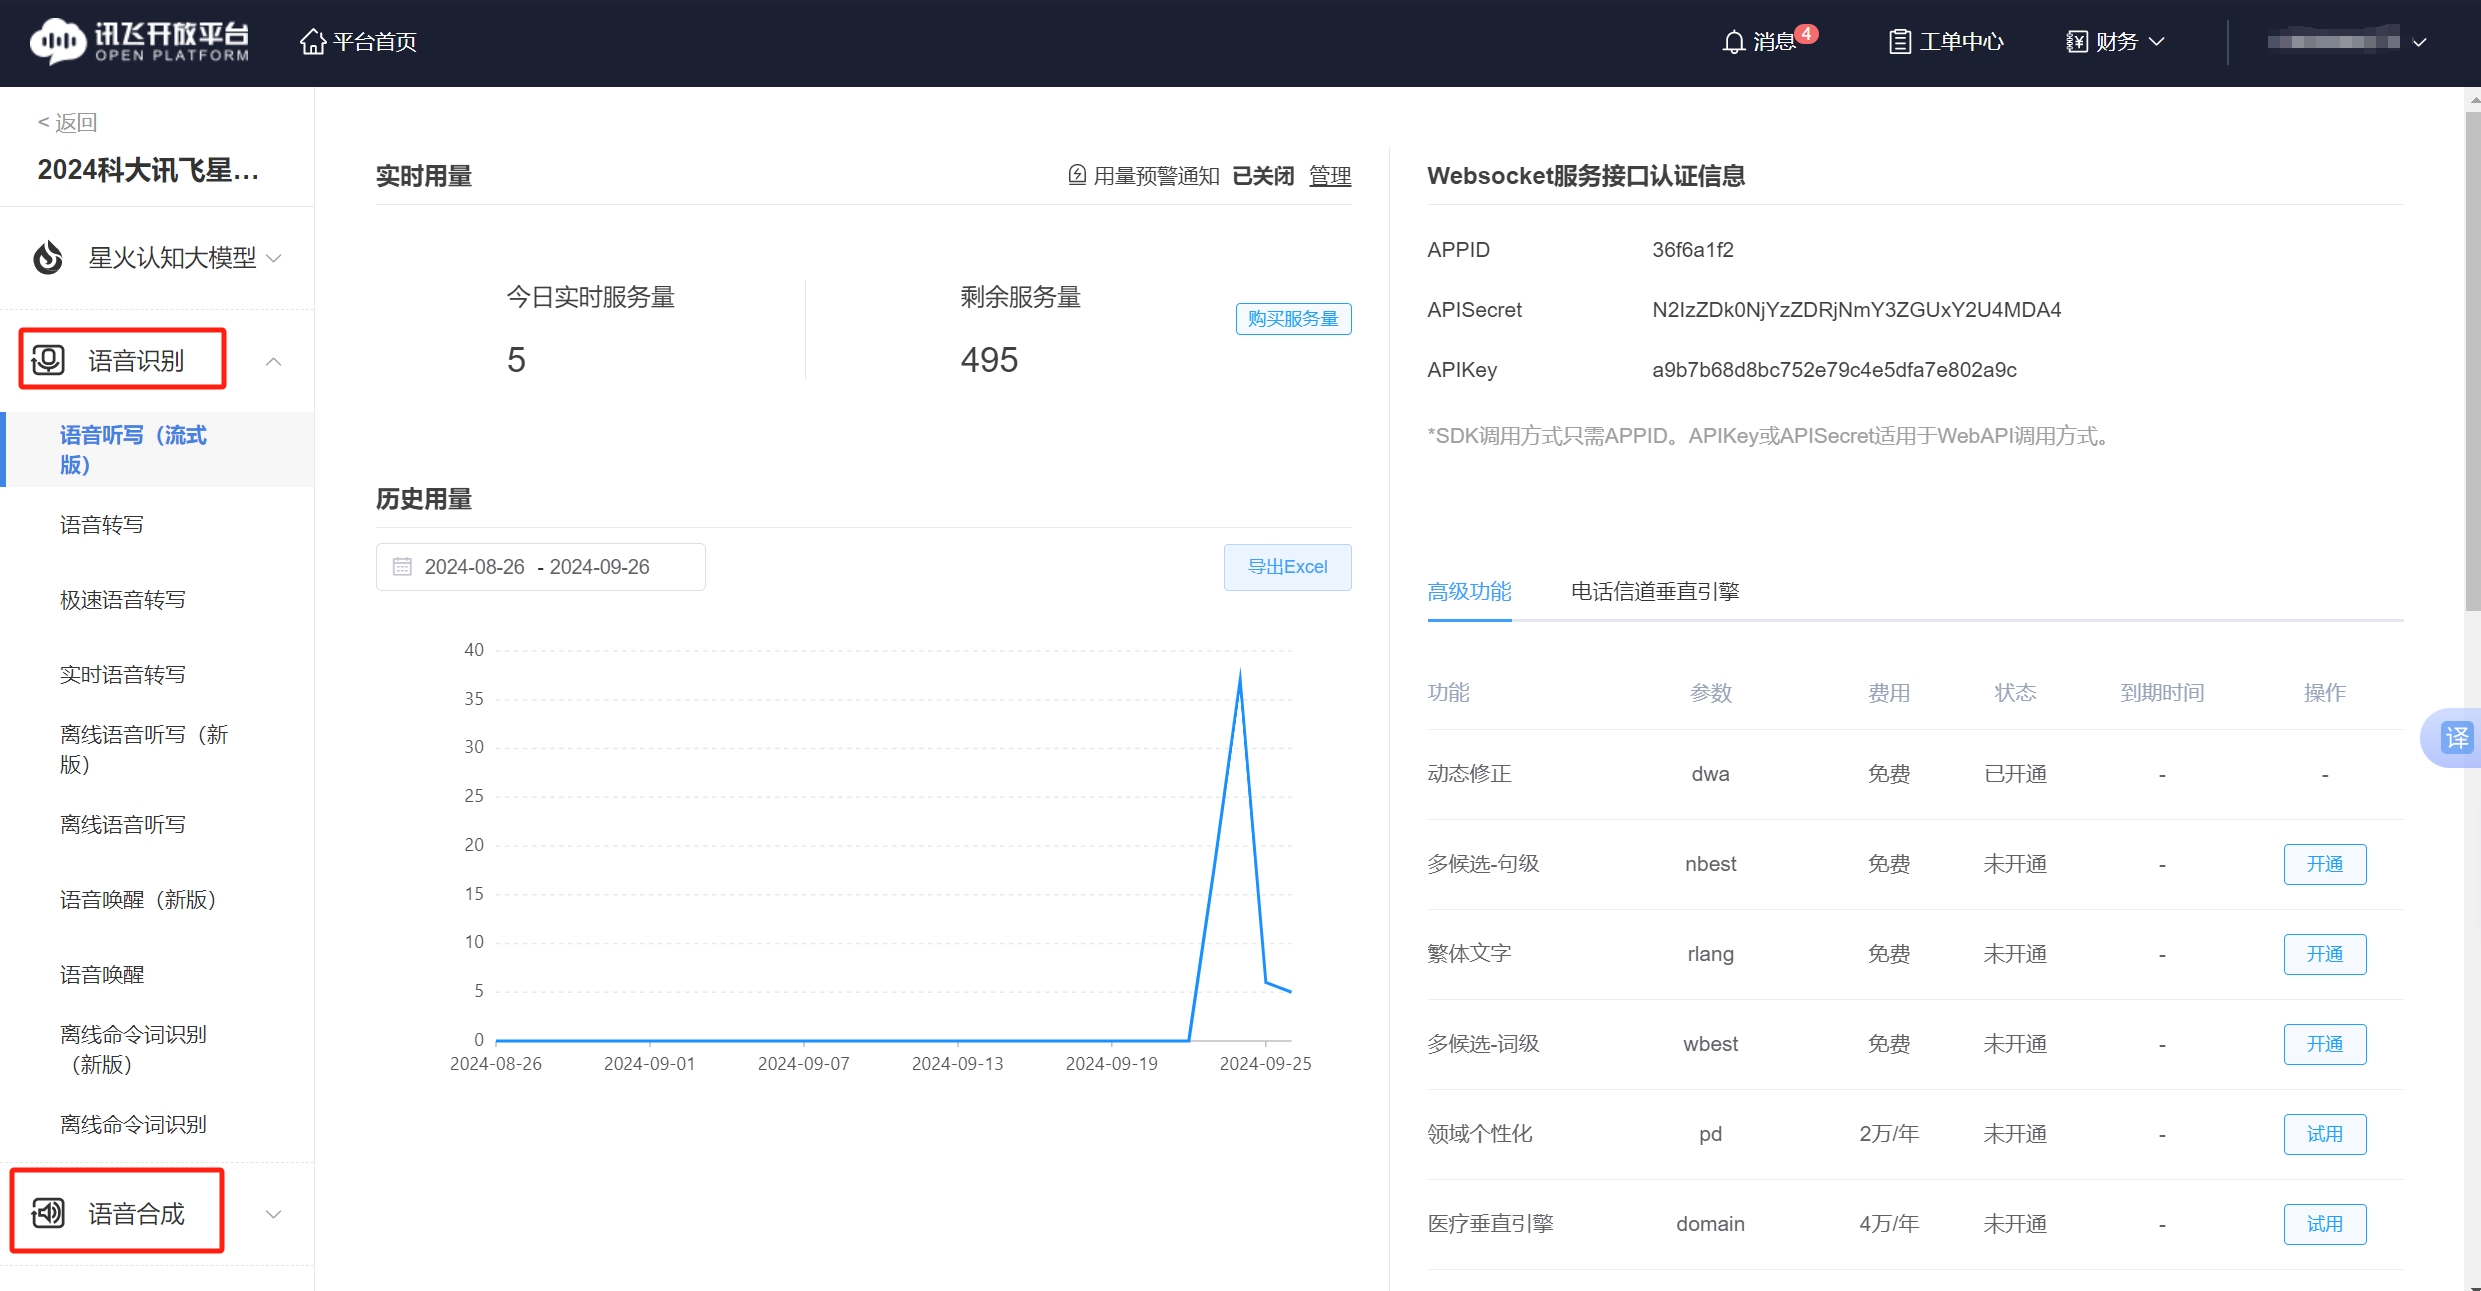 讯飞开放平台
OPEN PLATFORM
平台首页
消息 4
工单中心
财务
< 返回
2024科大讯飞星...
星火认知大模型
语音识别
语音听写（流式
版）
语音转写
极速语音转写
实时语音转写
离线语音听写（新
版）
离线语音听写
语音唤醒（新版）
语音唤醒
离线命令词识别
（新版）
离线命令词识别
语音合成
实时用量
用量预警通知 已关闭 管理
今日实时服务量
5
剩余服务量
495
购买服务量
历史用量
2024-08-26 - 2024-09-26
导出Excel
40
35
30
25
20
15
10
5
0
2024-08-26 2024-09-01 2024-09-07 2024-09-13 2024-09-19 2024-09-25
Websocket服务接口认证信息
APPID 36f6a1f2
APISecret N2IzZDk0NjYzZDRjNmY3ZGUxY2U4MDA4
APIKey a9b7b68d8bc752e79c4e5dfa7e802a9c
*SDK调用方式只需APPID。APIKey或APISecret适用于WebAPI调用方式。
高级功能 电话信道垂直引擎
功能 参数 费用 状态 到期时间 操作
动态修正 dwa 免费 已开通 - -
多候选-句级 nbest 免费 未开通 - 开通
繁体文字 rlang 免费 未开通 - 开通
多候选-词级 wbest 免费 未开通 - 开通
领域个性化 pd 2万/年 未开通 - 试用
医疗垂直引擎 domain 4万/年 未开通 - 试用
译